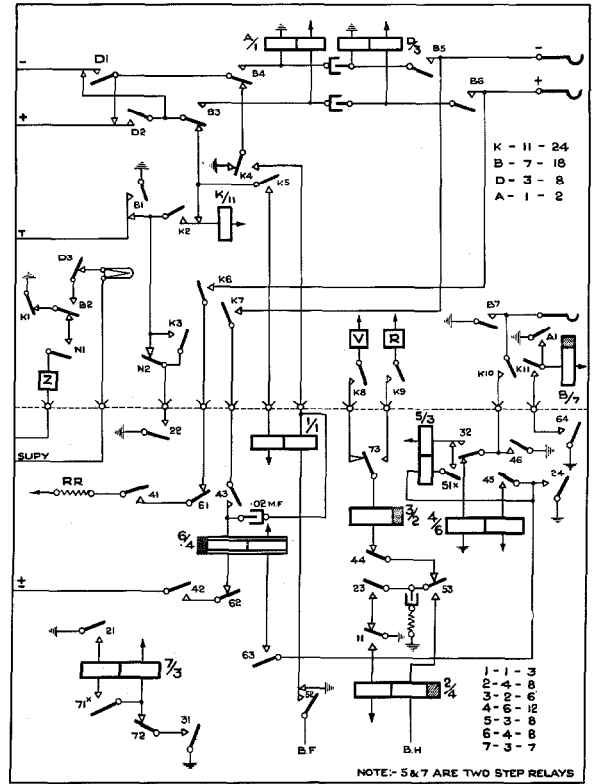 A/1
D/3
B5
-
D1
-
B4
B6
+
B3
+
D2
K4
K5
K - 11 - 24
B - 7 - 18
D - 3 - 8
A - 1 - 2
B1
K2
K/11
T
D3
K6
K7
K1
B2
K3
N1
N2
V
R
B7
A1
K10
K11
B/7
Z
K8
K9
22
1/1
5/3
32
64
SUPY
73
46
24
51x
45
RR
41
61
43
.02 M.F
3/2
4/6
6/4
44
23
53
±
42
62
11
21
63
7/3
2/4
71x
72
31
52
1 - 1 - 3
2 - 4 - 8
3 - 2 - 6
4 - 6 - 12
5 - 3 - 8
6 - 4 - 8
7 - 3 - 7
B.F
B.H
NOTE:- 5 & 7 ARE TWO STEP RELAYS